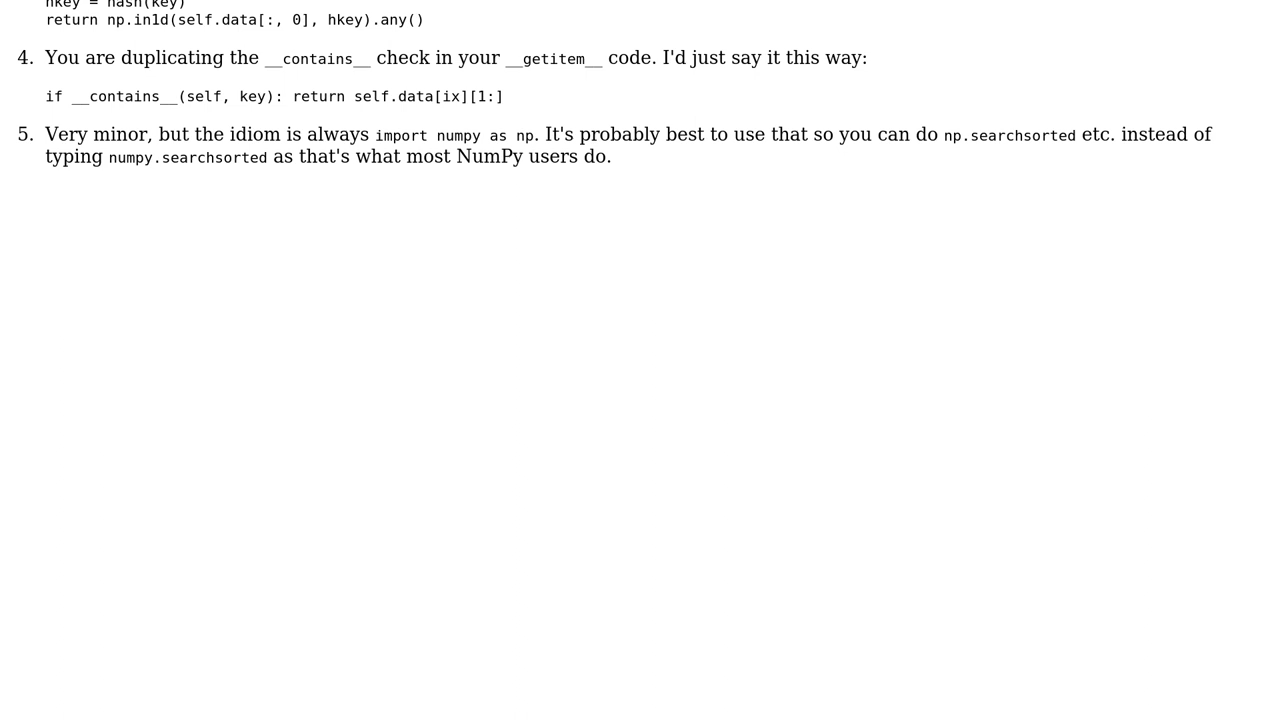 hkey = hash(key)
return np.in1d(self.data[:, 0], hkey).any()
4. You are duplicating the __contains__ check in your __getitem__ code. I'd just say it this way:
if __contains__(self, key): return self.data[ix][1:]
5. Very minor, but the idiom is always import numpy as np. It's probably best to use that so you can do np.searchsorted etc. instead of
typing numpy.searchsorted as that's what most NumPy users do.